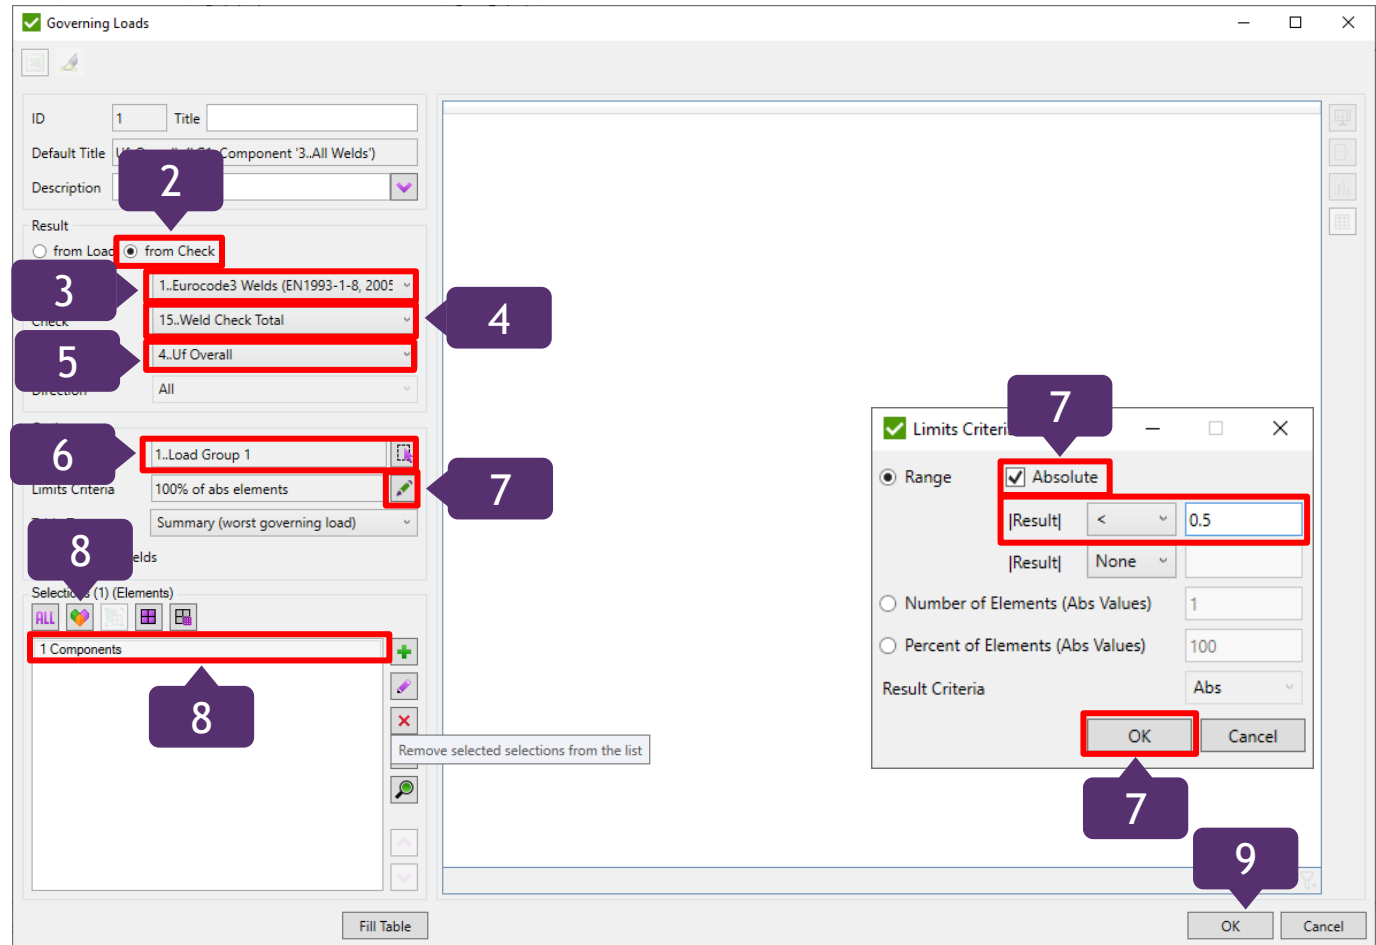 Governing Loads
ID 1 Title
Default Title Component '3..All Welds')
Description
2
Result
from Load from Check
3 1..Eurocode3 Welds (EN1993-1-8, 2005
Check 15..Weld Check Total 4
5 4..Uf Overall
Direction All
6 1..Load Group 1
Limits Criteria 100% of abs elements 7
Summary (worst governing load)
8
Selections (1) (Elements)
ALL
1 Components
8
Remove selected selections from the list
Fill Table
7
Limits Criteri
Range Absolute
|Result| < 0.5
|Result| None
Number of Elements (Abs Values) 1
Percent of Elements (Abs Values) 100
Result Criteria Abs
OK Cancel
7
9
OK Cancel